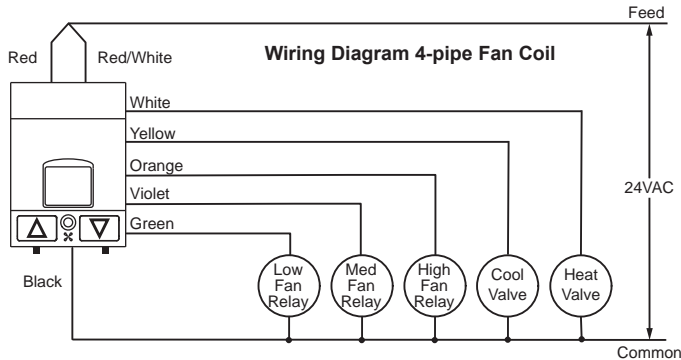 Feed
Red
Red/White
Wiring Diagram 4-pipe Fan Coil
White
Yellow
Orange
Violet
Green
24VAC
Black
Low
Fan
Relay
Med
Fan
Relay
High
Fan
Relay
Cool
Valve
Heat
Valve
Common